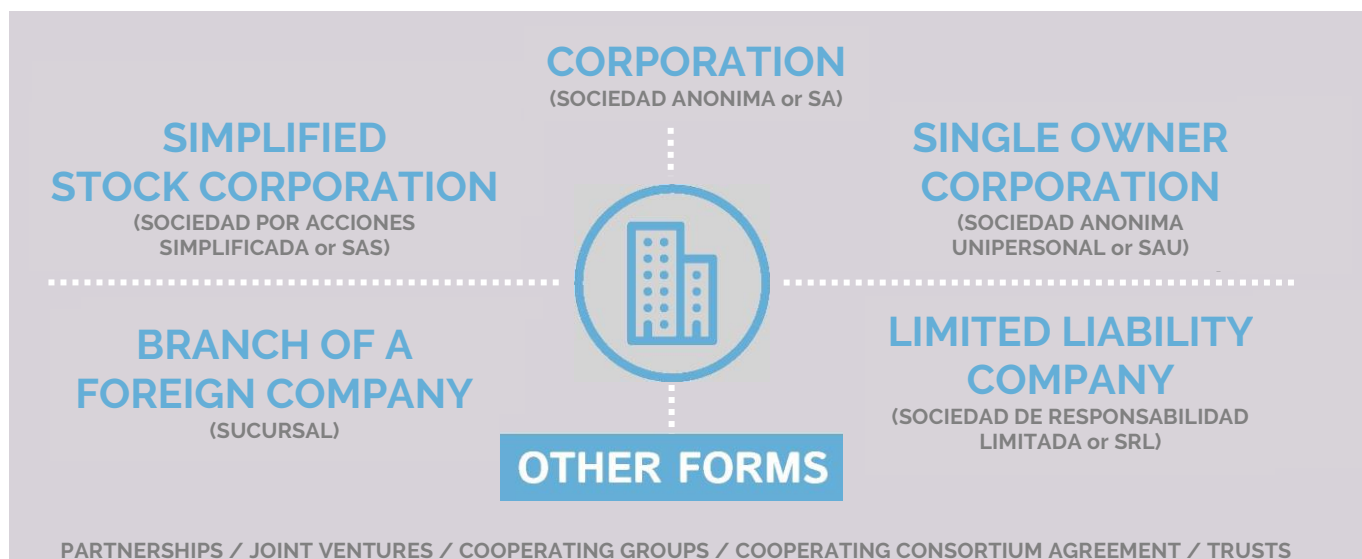 CORPORATION
(SOCIEDAD ANONIMA or SA)
SIMPLIFIED
STOCK CORPORATION
(SOCIEDAD POR ACCIONES
SIMPLIFICADA or SAS)
SINGLE OWNER
CORPORATION
(SOCIEDAD ANONIMA
UNIPERSONAL or SAU)
BRANCH OF A
FOREIGN COMPANY
(SUCURSAL)
LIMITED LIABILITY
COMPANY
(SOCIEDAD DE RESPONSABILIDAD
LIMITADA or SRL)
OTHER FORMS
PARTNERSHIPS / JOINT VENTURES / COOPERATING GROUPS / COOPERATING CONSORTIUM AGREEMENT / TRUSTS